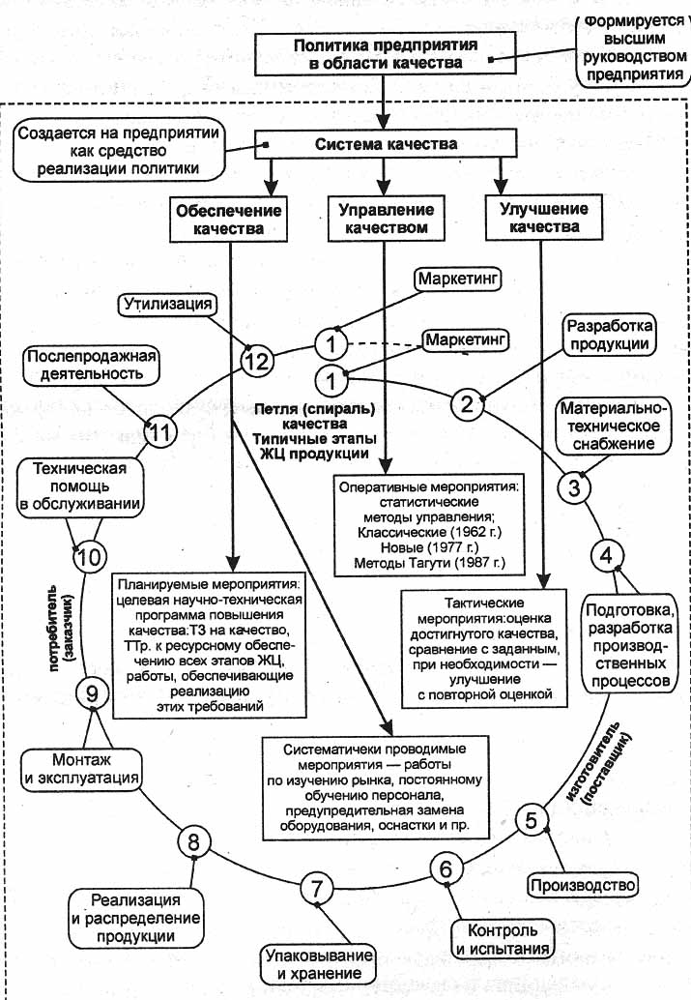 Формируется
высшим
руководством
предприятия
Политика предприятия
в области качества
Создается на предприятии
как средство
реализации политики
Система качества
Обеспечение
качества
Управление
качеством
Улучшение
качества
Маркетинг
Утилизация
1
Маркетинг
Разработка
продукции
12
1
2
Послепродажная
деятельность
11
Петля (спираль)
качества
Типичные этапы
ЖЦ продукции
Материально-
техническое
снабжение
3
Техническая
помощь
в обслуживании
10
Оперативные мероприятия:
статистические
методы управления;
Классические (1962 г.)
Новые (1977 г.)
Методы Тагути (1987 г.)
4
потребитель
(заказчик)
Планируемые мероприятия:
целевая научно-техническая
программа повышения
качества:ТЗ на качество,
ТТр. к ресурсному обеспе-
чению всех этапов ЖЦ,
работы, обеспечивающие
реализацию
этих требований
Тактические
мероприятия:оценка
достигнутого качества,
сравнение с заданным,
при необходимости —
улучшение
с повторной оценкой
Подготовка,
разработка
производ-
ственных
процессов
9
Монтаж
и эксплуатация
Систематичеки проводимые
мероприятия — работы
по изучению рынка, постоянному
обучению персонала,
предупредительная замена
оборудования, оснастки и пр.
изготовитель
(поставщик)
5
8
6
7
Производство
Реализация
и распределение
продукции
Контроль
и испытания
Упаковывание
и хранение